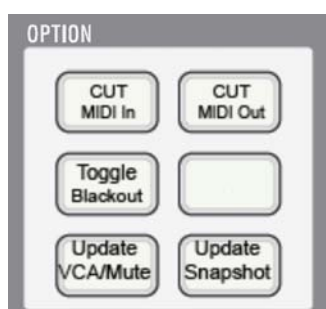 OPTION
CUT
MIDI In
CUT
MIDI Out
Toggle
Blackout
Update
VCA/Mute
Update
Snapshot